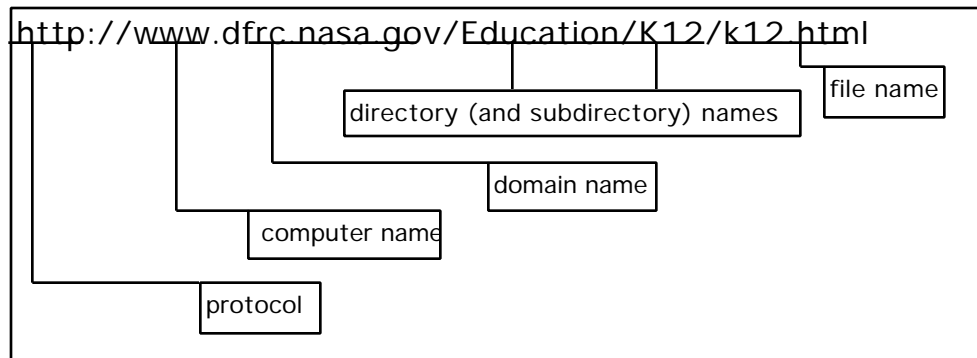 http://www.dfrc.nasa.gov/Education/K12/k12.html
file name
directory (and subdirectory) names
domain name
computer name
protocol